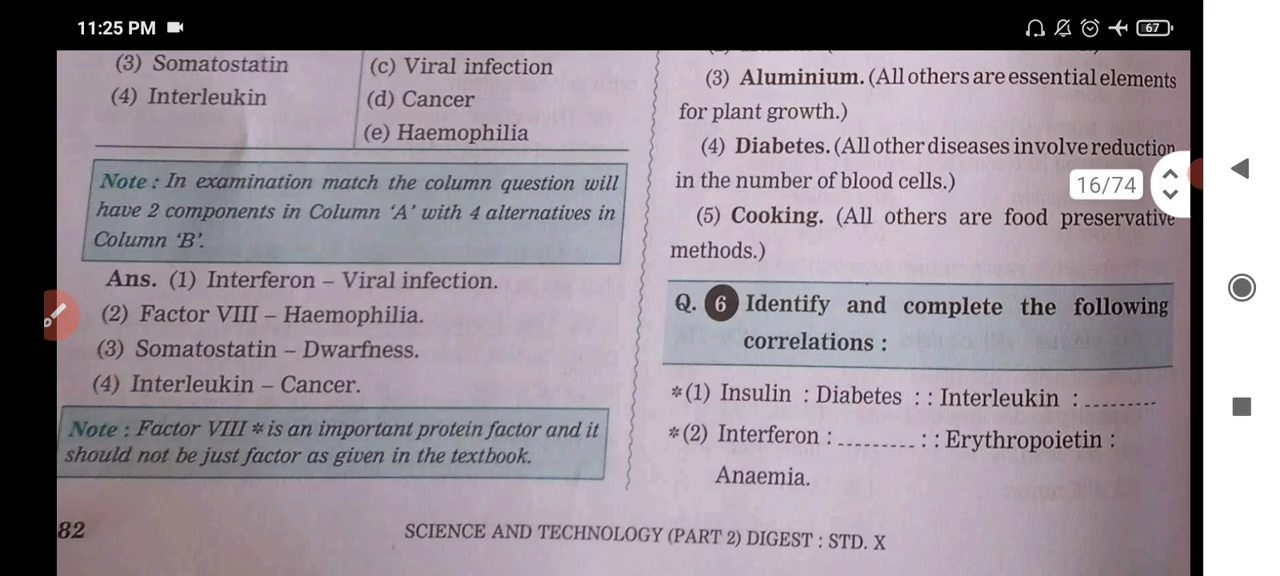 11:25 PM
67
(3) Somatostatin
(c) Viral infection
(4) Interleukin
(d) Cancer
(e) Haemophilia
Note : In examination match the column question will
have 2 components in Column ‘A’ with 4 alternatives in
Column ‘B’.
Ans. (1) Interferon – Viral infection.
(2) Factor VIII – Haemophilia.
(3) Somatostatin – Dwarfness.
(4) Interleukin – Cancer.
Note : Factor VIII * is an important protein factor and it
should not be just factor as given in the textbook.
(3) Aluminium. (All others are essential elements
for plant growth.)
(4) Diabetes. (All other diseases involve reduction
in the number of blood cells.)
16/74
(5) Cooking. (All others are food preservative
methods.)
Q. 6 Identify and complete the following
correlations :
*(1) Insulin : Diabetes : : Interleukin : ---------
*(2) Interferon : --------- : : Erythropoietin :
Anaemia.
82
SCIENCE AND TECHNOLOGY (PART 2) DIGEST : STD. X